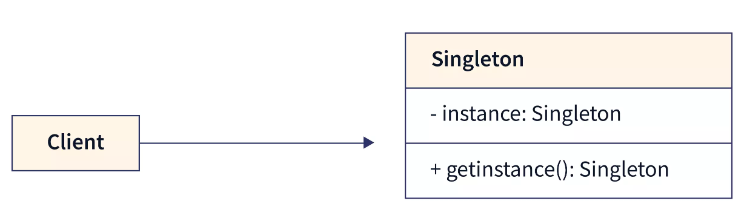 Singleton
- instance: Singleton
Client
+ getinstance(): Singleton